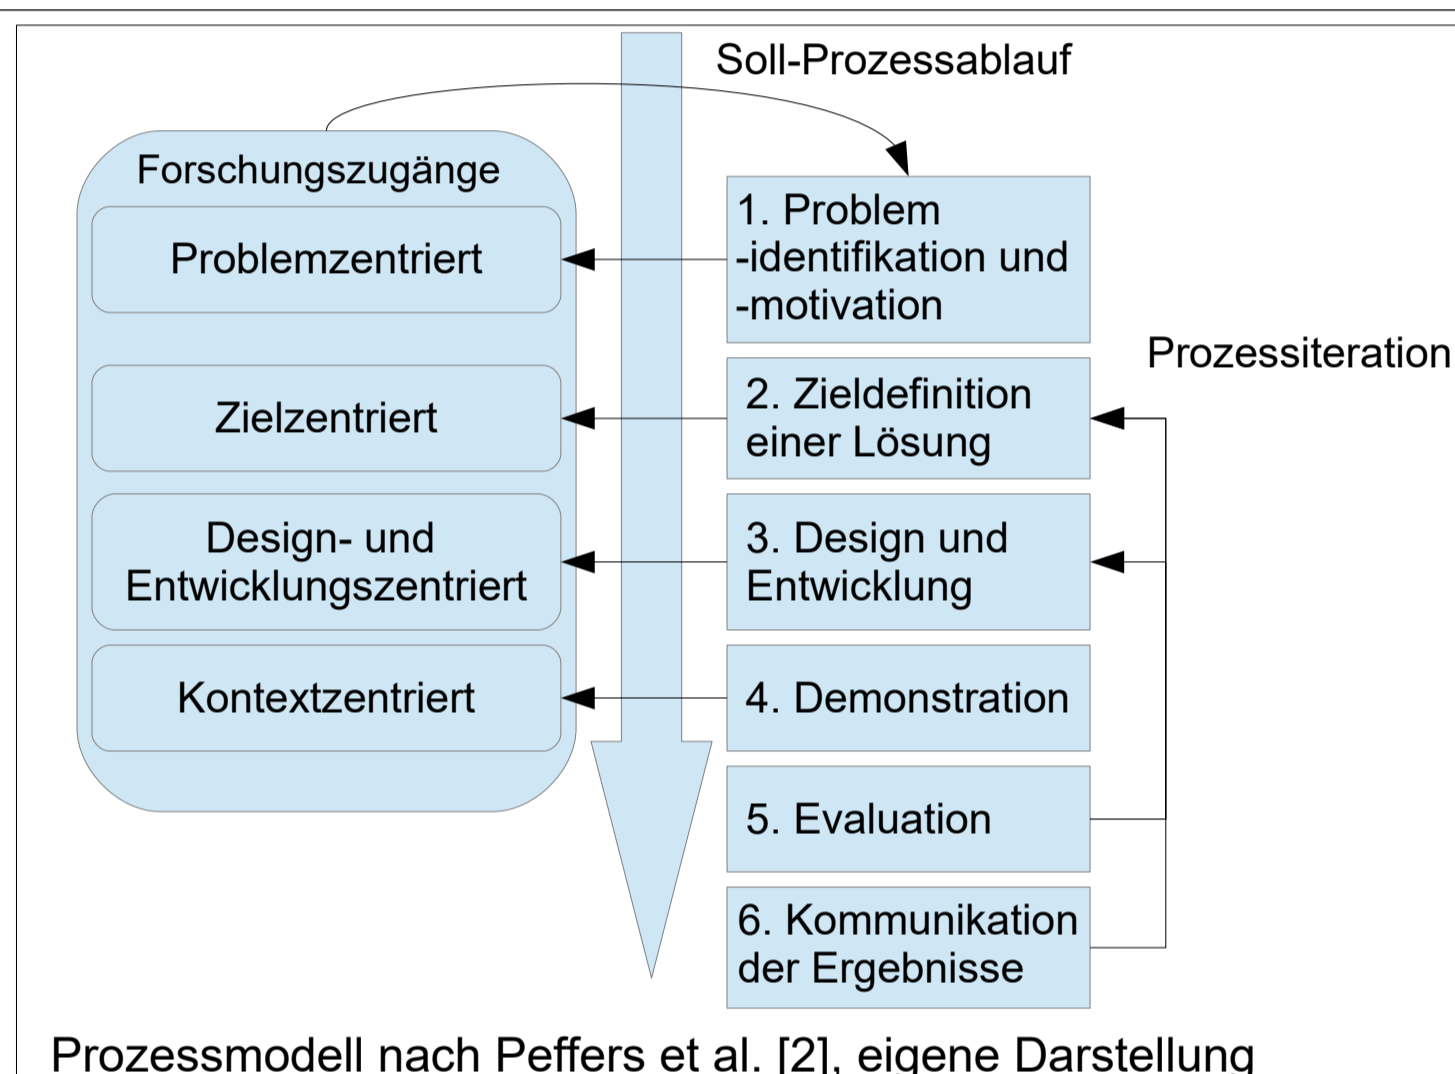 Soll-Prozessablauf
Forschungszugänge
Problemzentriert
Zielzentriert
Design- und
Entwicklungszentriert
Kontextzentriert
1. Problem
-identifikation und
-motivation
2. Zieldefinition
einer Lösung
3. Design und
Entwicklung
4. Demonstration
5. Evaluation
6. Kommunikation
der Ergebnisse
Prozessiteration
Prozessmodell nach Peffers et al. [2], eigene Darstellung